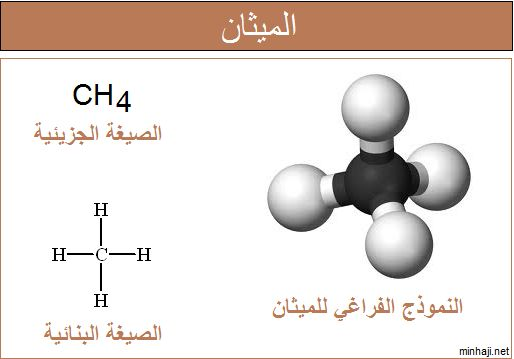 الميثان
CH4
الصيغة الجزيئية
H
H C H
H
الصيغة البنائية
النموذج الفراغي للميثان
minhaji.net